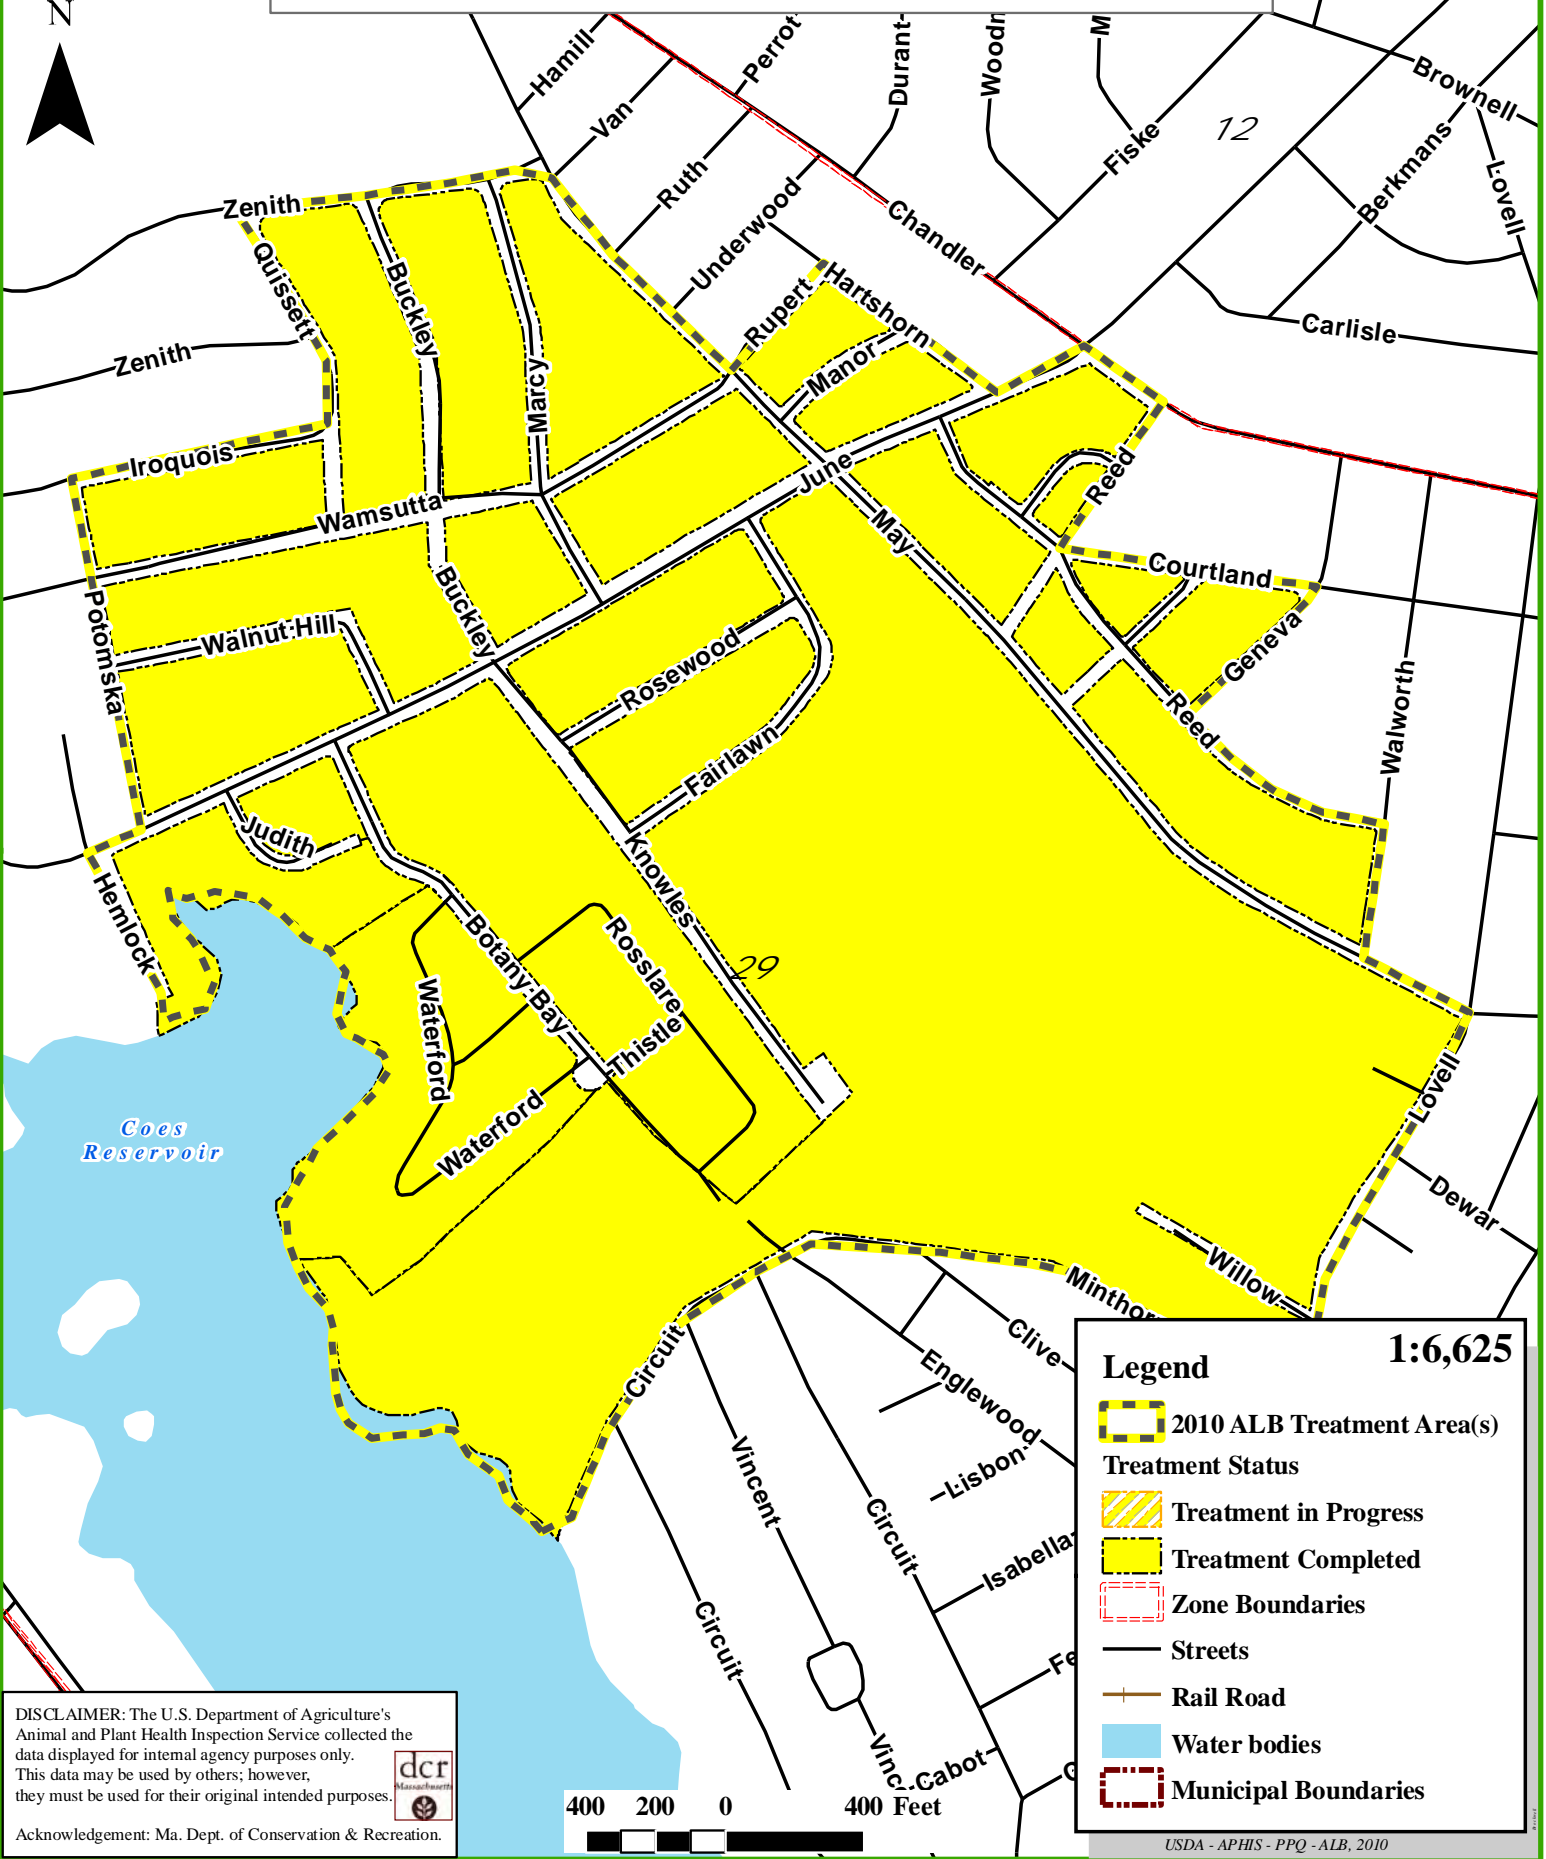 N
Hamill
Van
Perrot
Durant
Woodr
M
Fiske
12
Brownell
Berkmans
Lovell
Ruth
Underwood
Chandler
Zenith
Quissett
Buckley
Marcy
Rupert
Hartshorn
Manor
Carlisle
Zenith
Iroquois
Wamsutta
June
May
Reed
Courtland
Geneva
Potomska
Walnut Hill
Buckley
Rosewood
Fairlawn
Reed
Walworth
Judith
Hemlock
Knowles
29
Botany Bay
Rosslare
Thistle
Waterford
Waterford
Coes
Reservoir
Lovell
Dewar
Willow
Minthor
Clive
Englewood
Circuit
Lisbon
Vincent
Circuit
Isabella
Circuit
Fe
Vinc
Cabot
1:6,625
Legend
2010 ALB Treatment Area(s)
Treatment Status
Treatment in Progress
Treatment Completed
Zone Boundaries
Streets
Rail Road
Water bodies
Municipal Boundaries
DISCLAIMER: The U.S. Department of Agriculture's
Animal and Plant Health Inspection Service collected the
data displayed for internal agency purposes only.
This data may be used by others; however,
they must be used for their original intended purposes.
dcr
Massachusetts
Acknowledgement: Ma. Dept. of Conservation & Recreation.
400 200 0 400 Feet
USDA - APHIS - PPQ - ALB, 2010